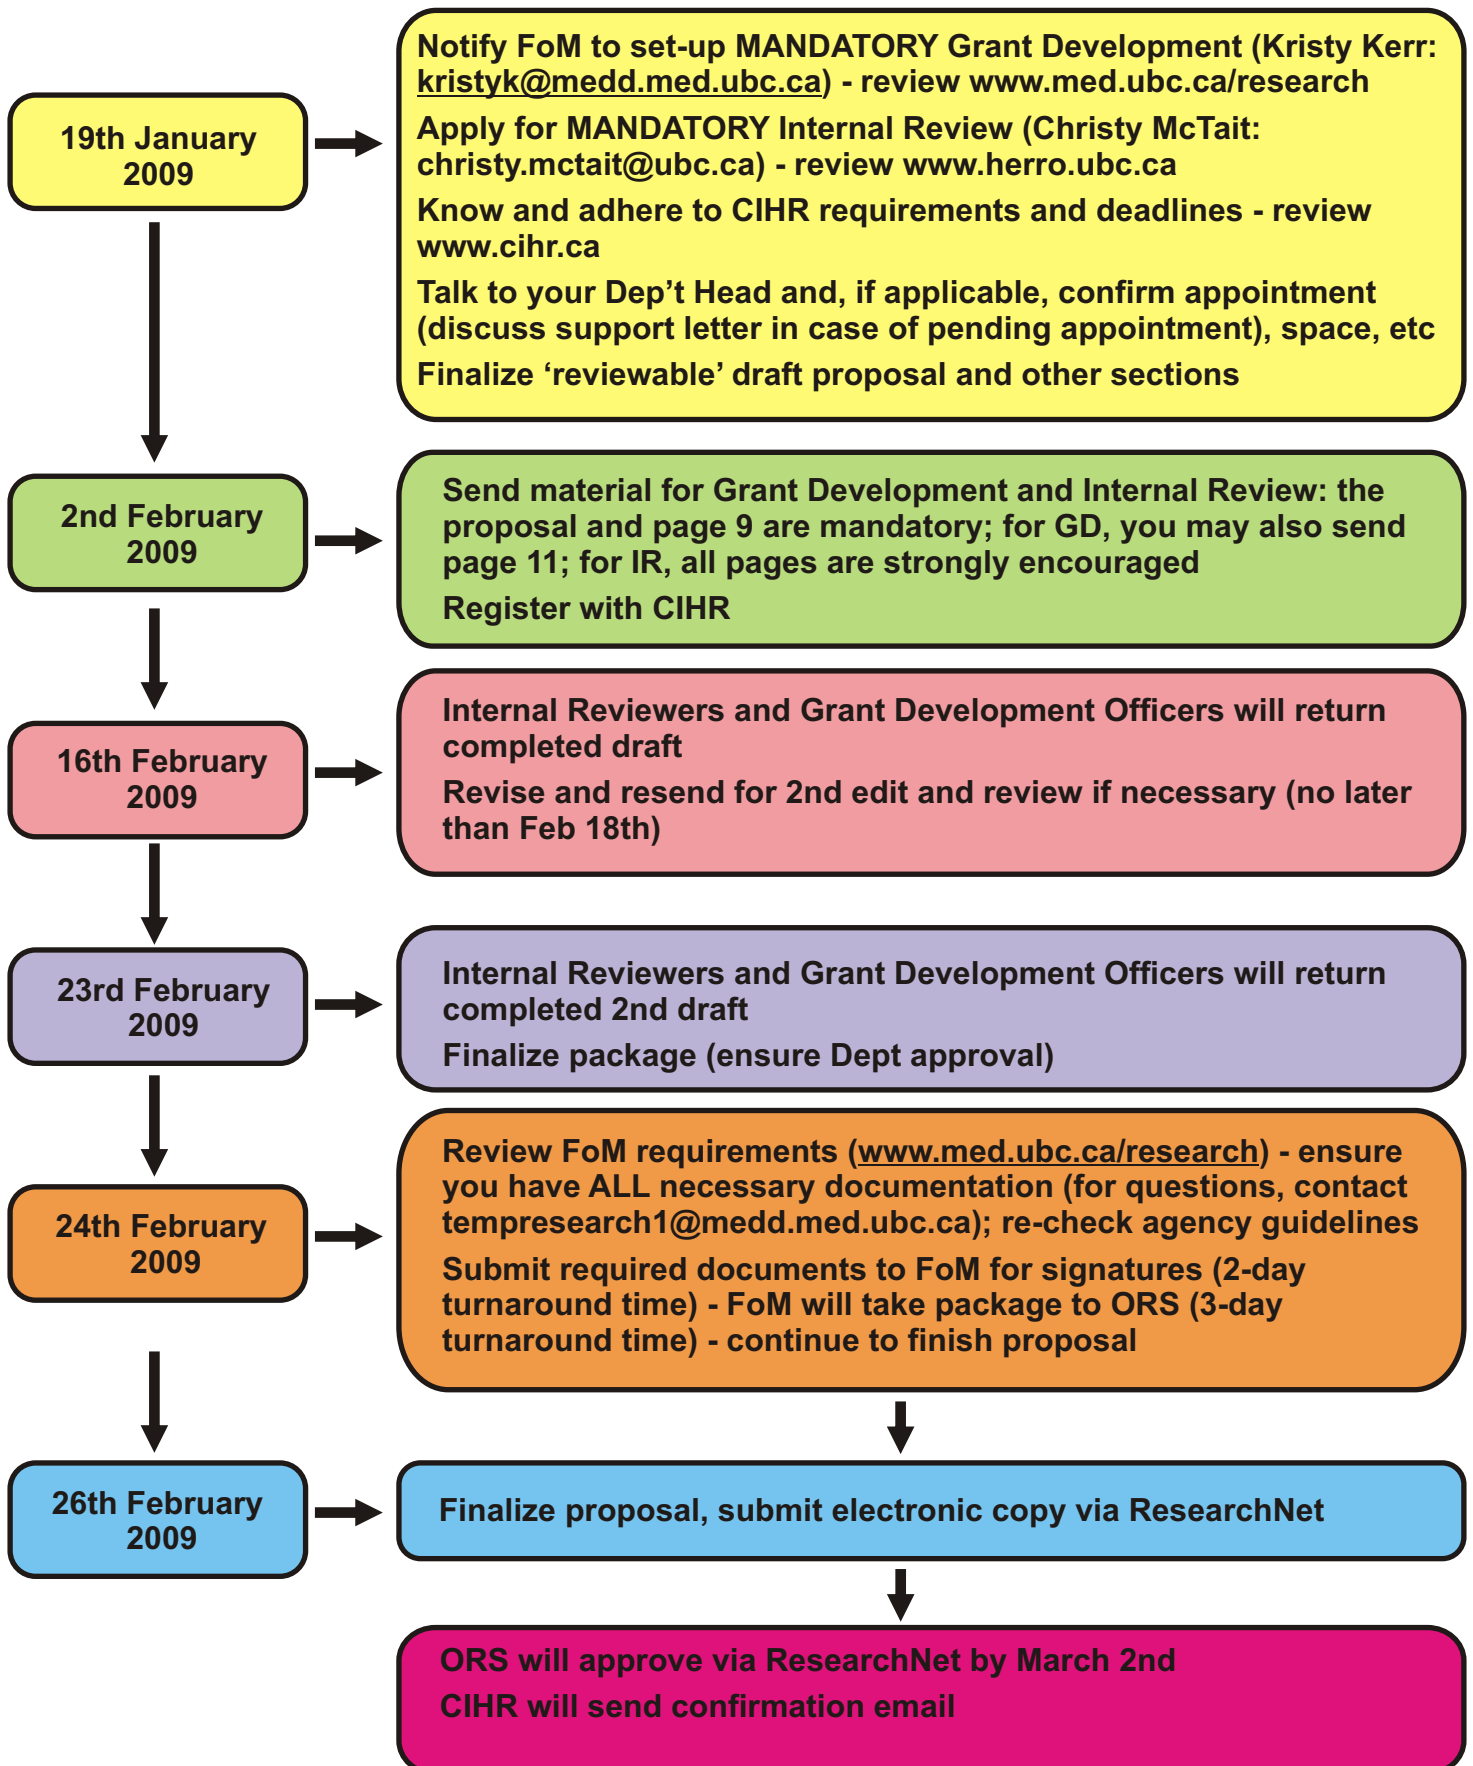 19th January
2009
Notify FoM to set-up MANDATORY Grant Development (Kristy Kerr:
kristyk@medd.med.ubc.ca) - review www.med.ubc.ca/research
Apply for MANDATORY Internal Review (Christy McTait:
christy.mctait@ubc.ca) - review www.herro.ubc.ca
Know and adhere to CIHR requirements and deadlines - review
www.cihr.ca
Talk to your Dep’t Head and, if applicable, confirm appointment
(discuss support letter in case of pending appointment), space, etc
Finalize ‘reviewable’ draft proposal and other sections
2nd February
2009
Send material for Grant Development and Internal Review: the
proposal and page 9 are mandatory; for GD, you may also send
page 11; for IR, all pages are strongly encouraged
Register with CIHR
16th February
2009
Internal Reviewers and Grant Development Officers will return
completed draft
Revise and resend for 2nd edit and review if necessary (no later
than Feb 18th)
23rd February
2009
Internal Reviewers and Grant Development Officers will return
completed 2nd draft
Finalize package (ensure Dept approval)
24th February
2009
Review FoM requirements (www.med.ubc.ca/research) - ensure
you have ALL necessary documentation (for questions, contact
tempresearch1@medd.med.ubc.ca); re-check agency guidelines
Submit required documents to FoM for signatures (2-day
turnaround time) - FoM will take package to ORS (3-day
turnaround time) - continue to finish proposal
26th February
2009
Finalize proposal, submit electronic copy via ResearchNet
ORS will approve via ResearchNet by March 2nd
CIHR will send confirmation email